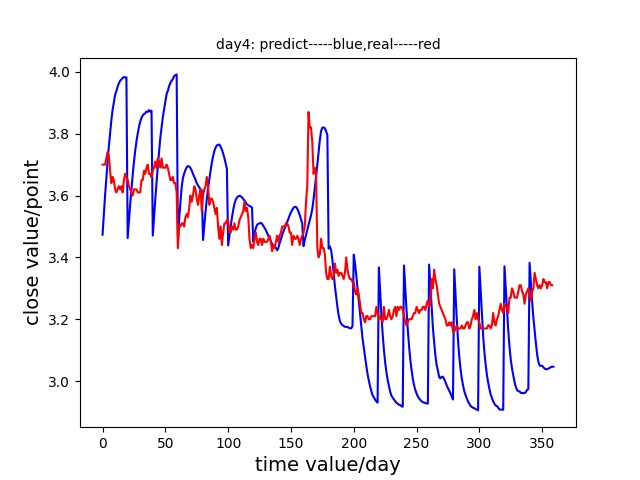 day4: predict-----blue,real-----red
4.0
3.8
3.6
3.4
3.2
3.0
close value/point
0 50 100 150 200 250 300 350
time value/day